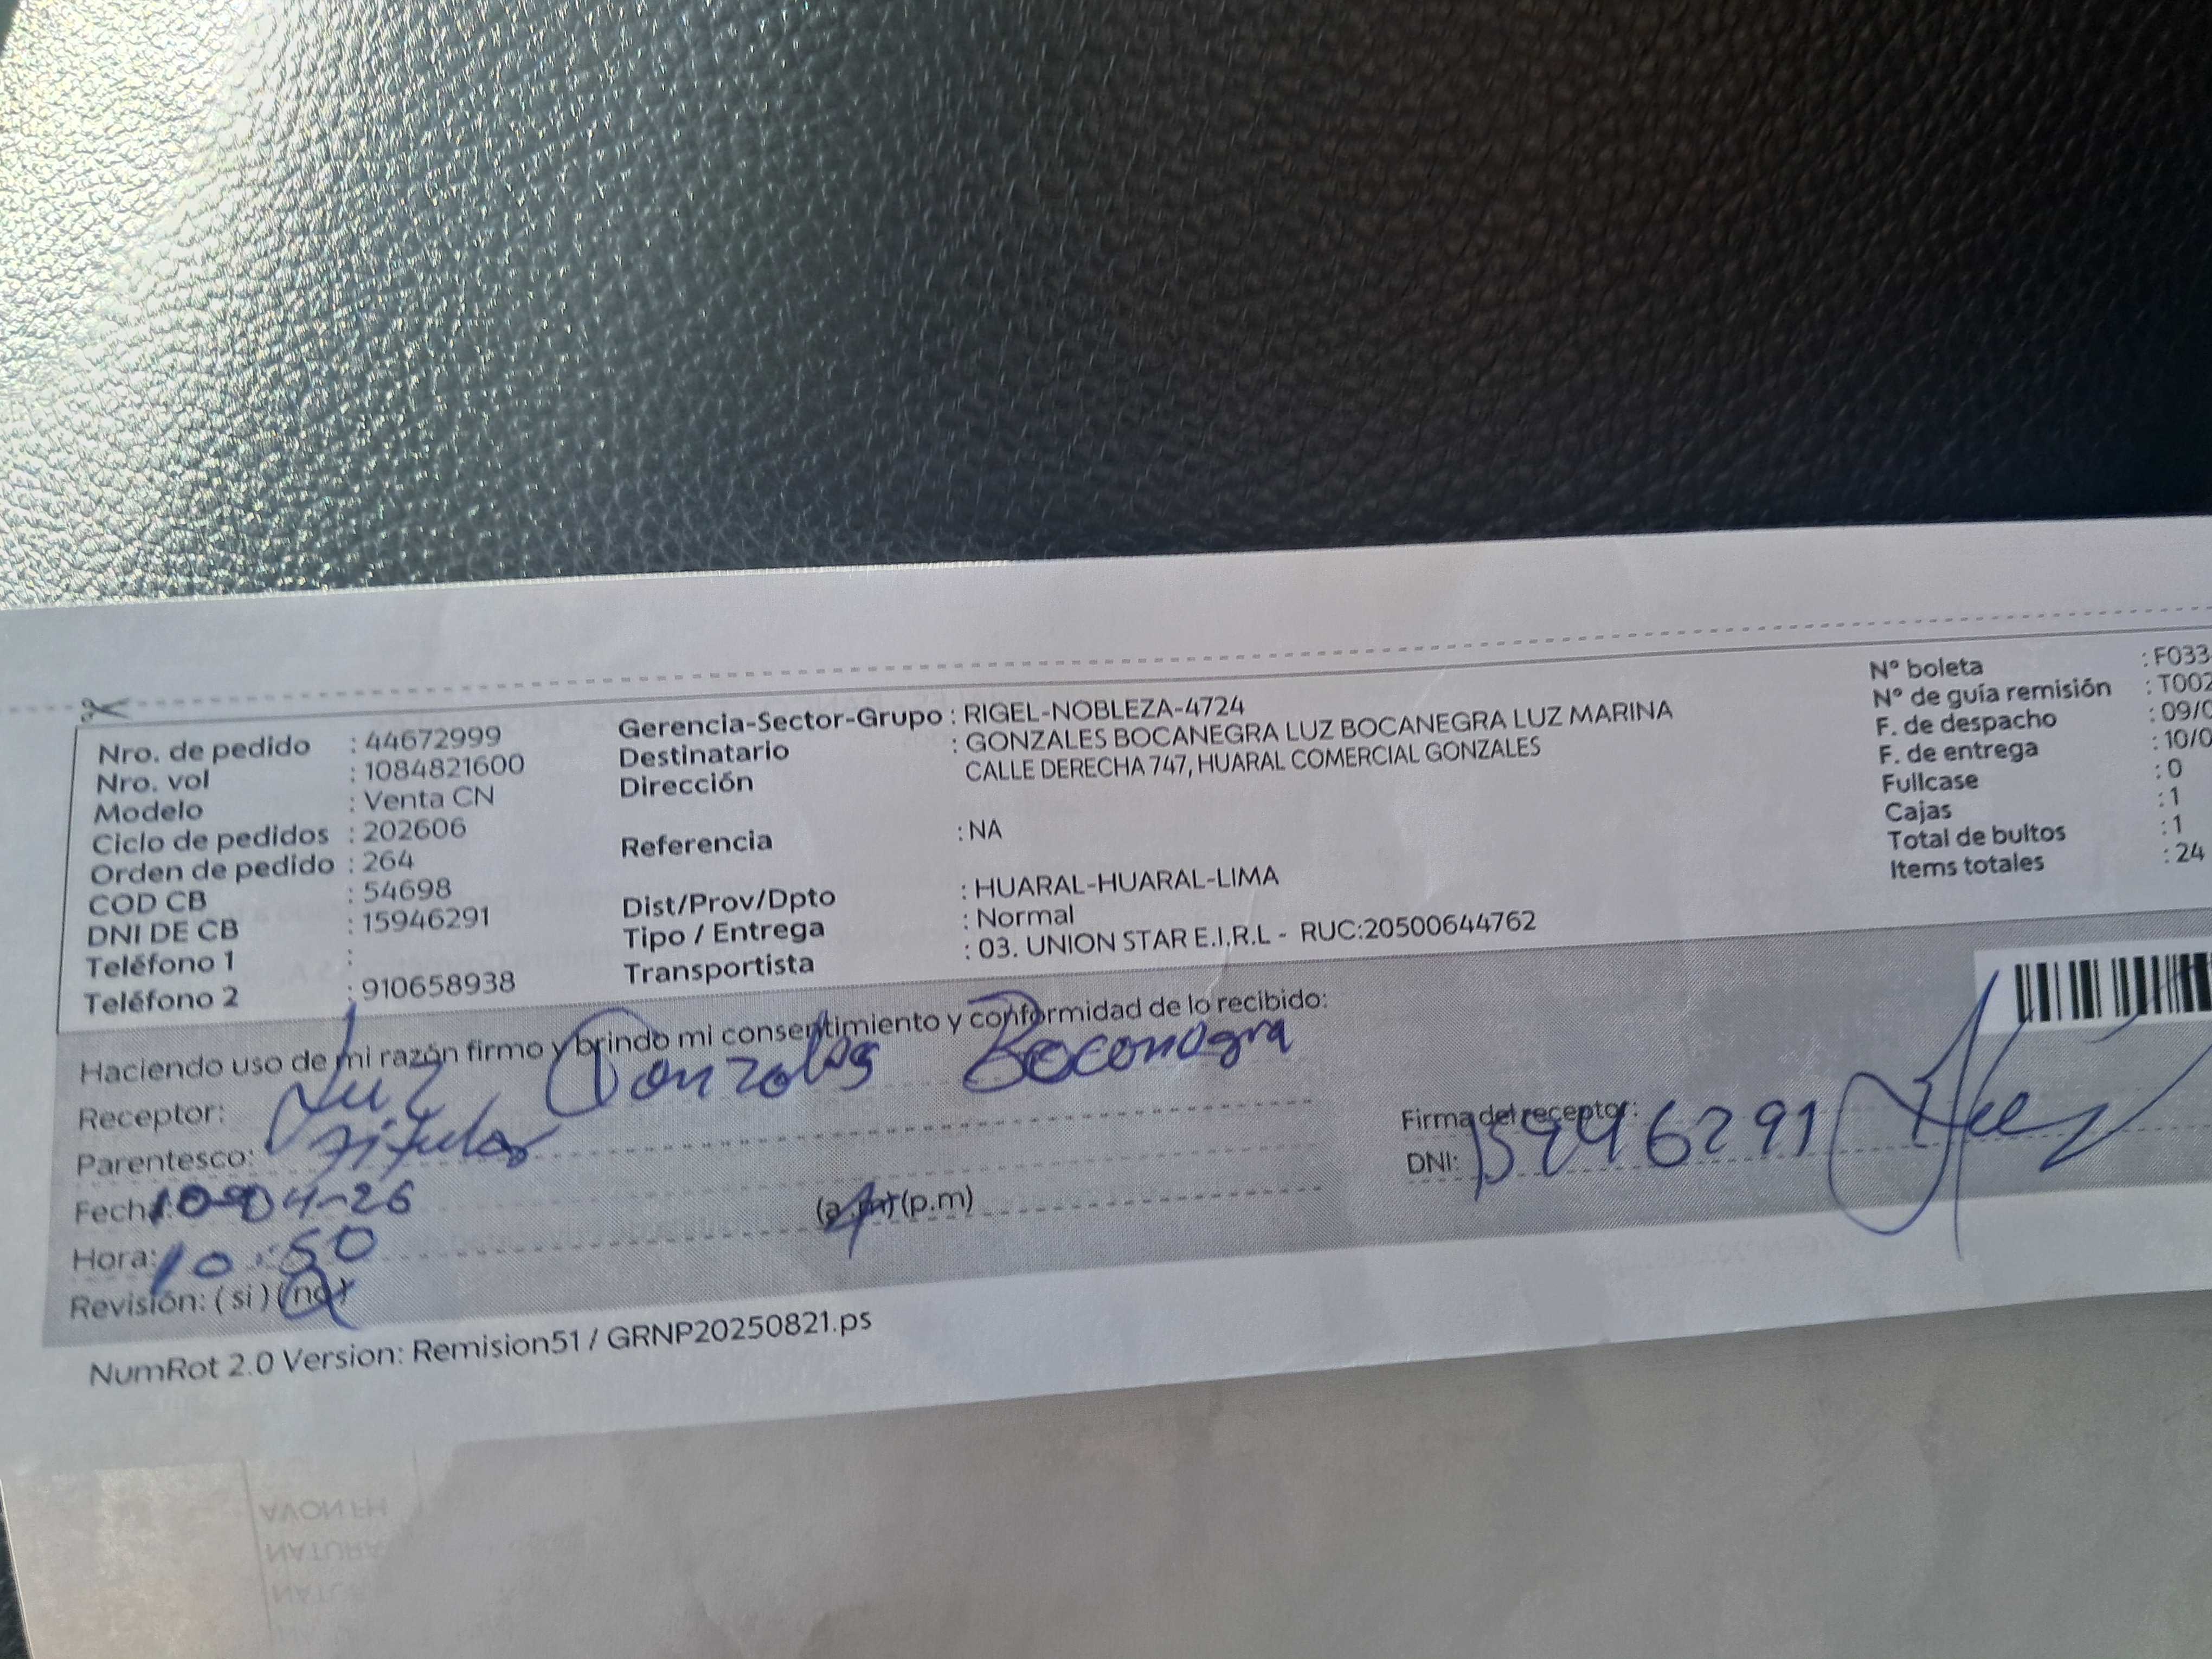 Nro. de pedido : 44672999
Nro. vol : 1084821600
Modelo : Venta CN
Ciclo de pedidos : 202606
Orden de pedido : 264
COD CB : 54698
DNI DE CB : 15946291
Teléfono 1 :
Teléfono 2 : 910658938
Gerencia-Sector-Grupo : RIGEL-NOBLEZA-4724
Destinatario : GONZALES BOCANEGRA LUZ BOCANEGRA LUZ MARINA
Dirección CALLE DERECHA 747, HUARAL COMERCIAL GONZALES
Referencia : NA
Dist/Prov/Dpto : HUARAL-HUARAL-LIMA
Tipo / Entrega : Normal
Transportista : 03. UNION STAR E.I.R.L - RUC:20500644762
N° boleta : F033
N° de guía remisión : T002
F. de despacho : 09/0
F. de entrega : 10/0
Fullcase : 0
Cajas : 1
Total de bultos : 1
Items totales : 24
Haciendo uso de mi razón firmo y brindo mi consentimiento y conformidad de lo recibido:
Receptor: Luz Gonzales Bocanegra
Parentesco: titular
Fecha: 10-04-26
Hora: 10:50 (a.m) (p.m)
Revisión: (si) (no)
Firma del receptor:
DNI: 15946291
NumRot 2.0 Version: Remision51 / GRNP20250821.ps